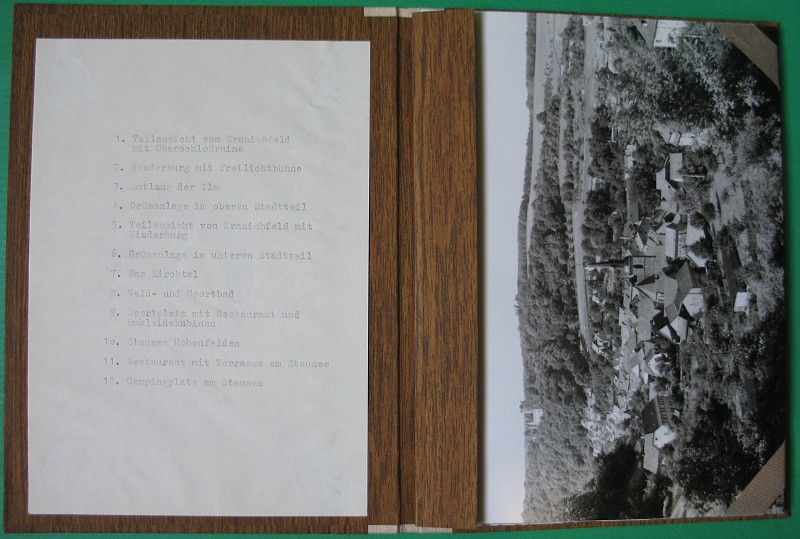 1. Teilansicht von Kranichfeld
mit Oberschloßruine
2. Niederburg mit Freilichtbühne
3. Entlang der Ilm
4. Grünanlage im oberen Stadtteil
5. Teilansicht von Kranichfeld mit
Niederburg
6. Grünanlage im unteren Stadtteil
7. Das Kirchtal
8. Wald- und Sportbad
9. Sportplatz mit Restaurant und
Umkleidekabinen
10. Stausee Hohenfelden
11. Restaurant mit Terrasse am Stausee
12. Campingplatz am Stausee